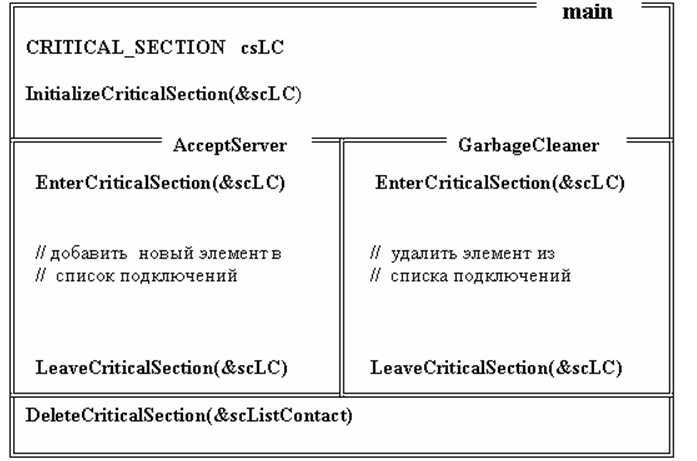 main
CRITICAL_SECTION csLC
InitializeCriticalSection(&scLC)
AcceptServer
EnterCriticalSection(&scLC)
// добавить новый элемент в
// список подключений
LeaveCriticalSection(&scLC)
GarbageCleaner
EnterCriticalSection(&scLC)
// удалить элемент из
// списка подключений
LeaveCriticalSection(&scLC)
DeleteCriticalSection(&scListContact)